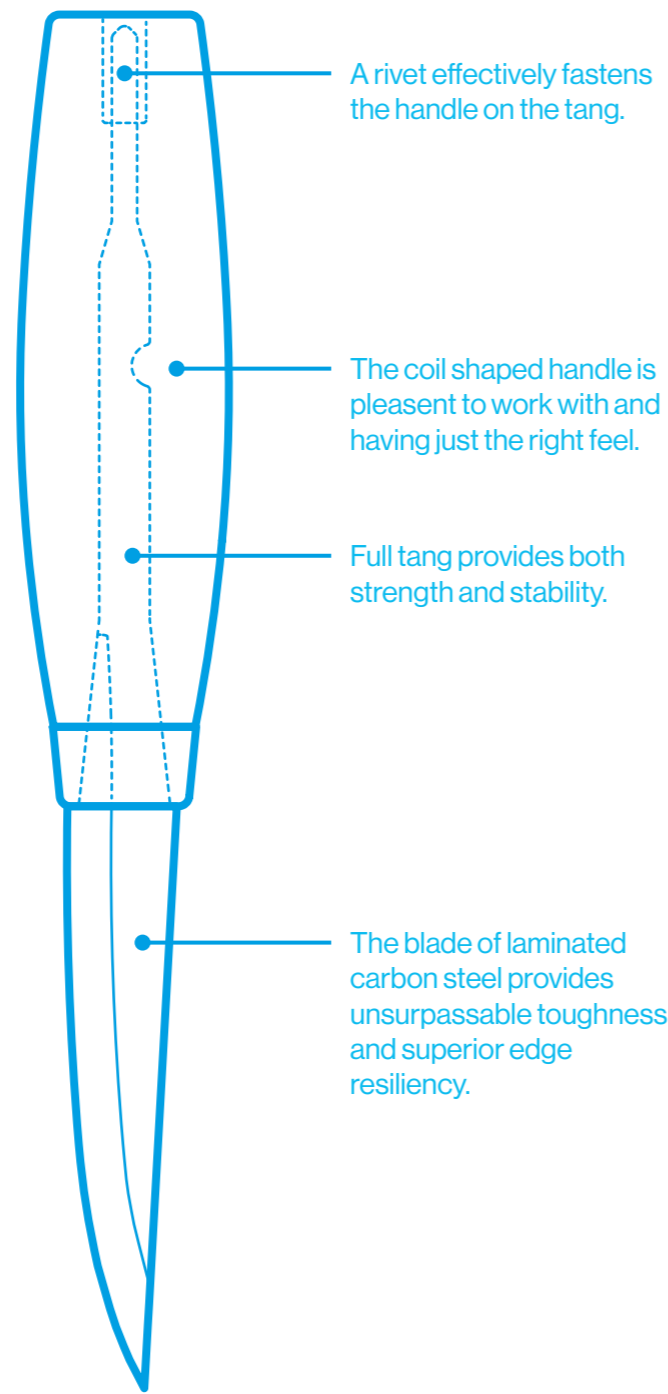 A rivet effectively fastens
the handle on the tang.
The coil shaped handle is
pleasent to work with and
having just the right feel.
Full tang provides both
strength and stability.
The blade of laminated
carbon steel provides
unsurpassable toughness
and superior edge
resiliency.